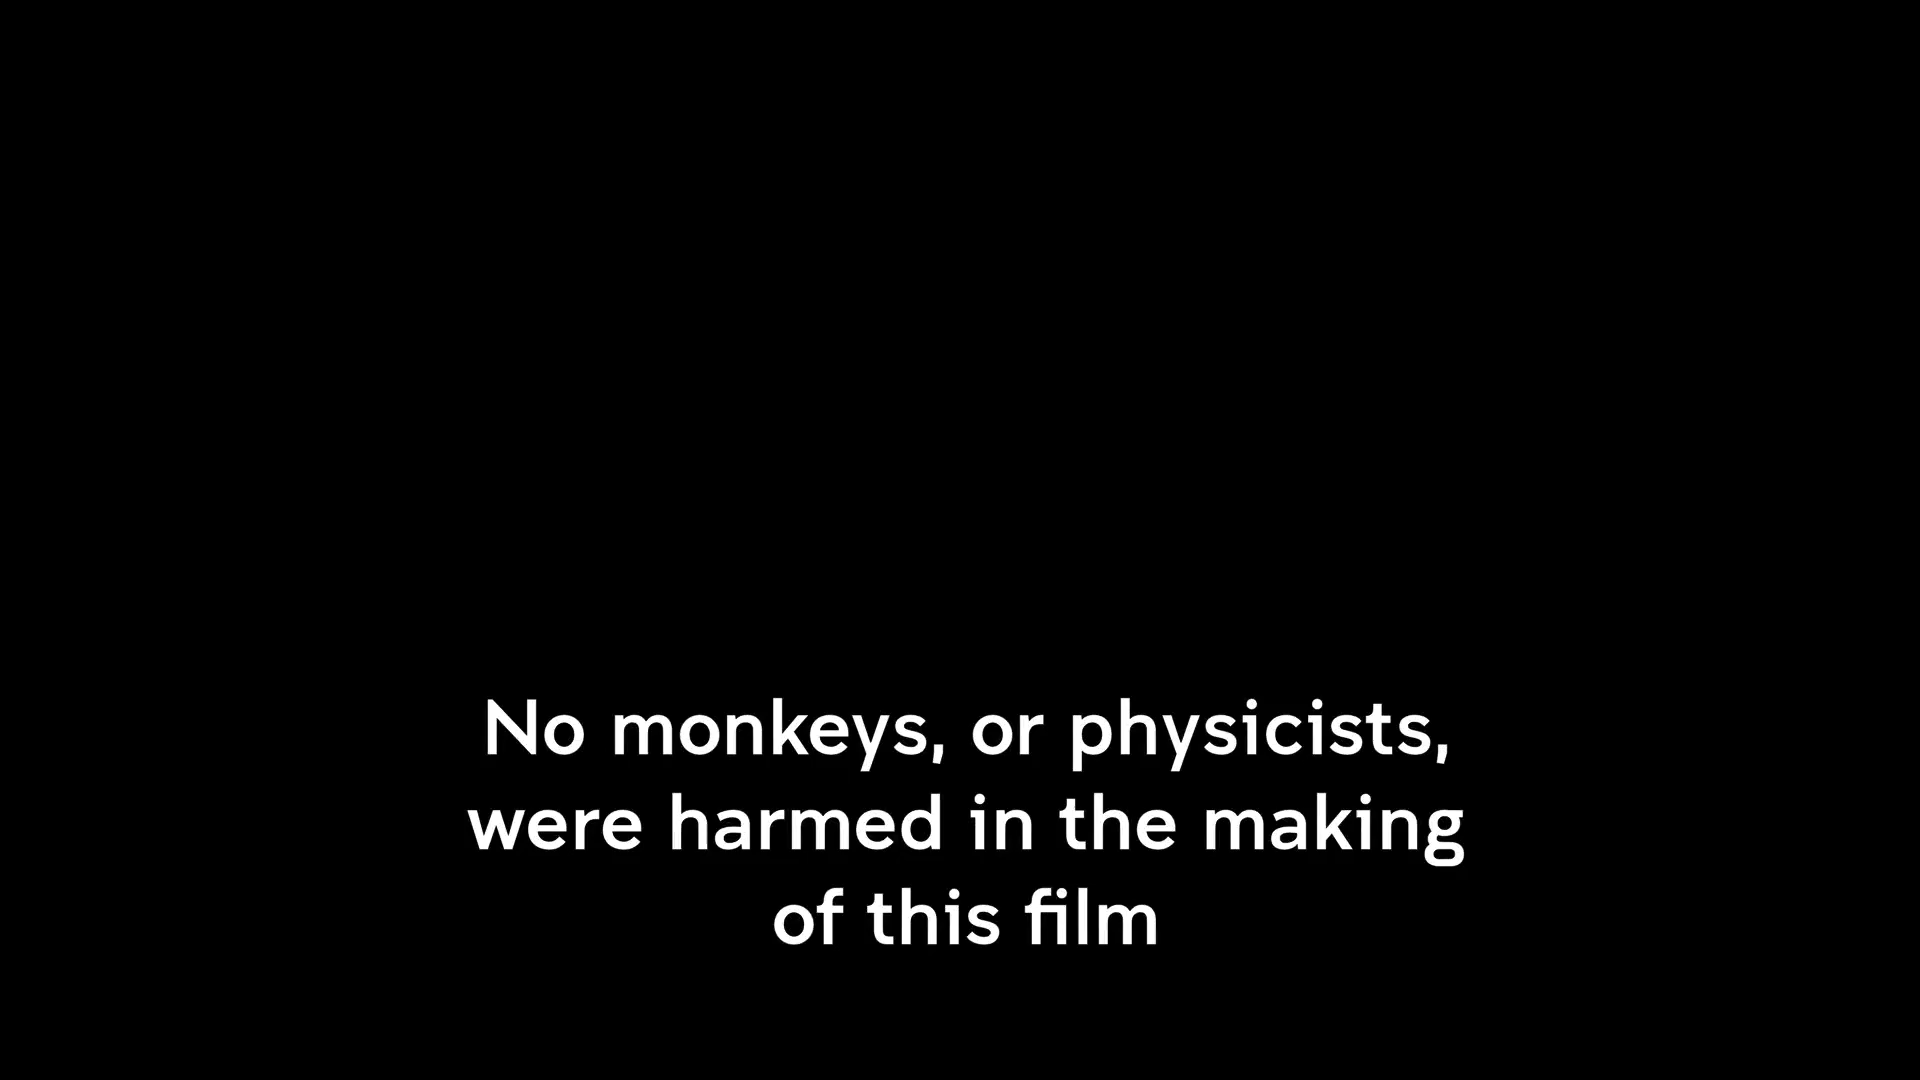 No monkeys, or physicists,
were harmed in the making
of this film